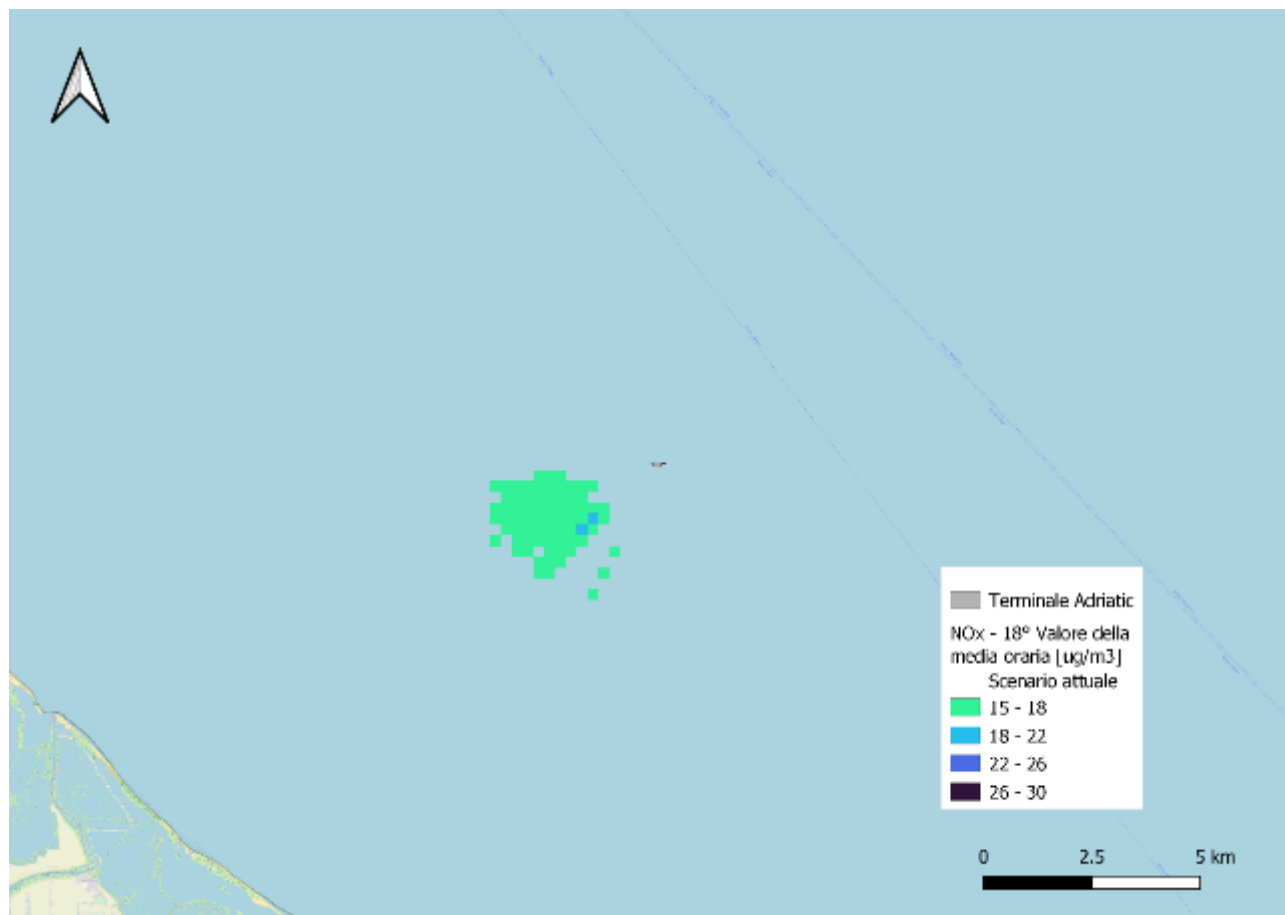 Terminale Adriatic
NOx - 18° Valore della
media oraria [ug/m3]
Scenario attuale
15 - 18
18 - 22
22 - 26
26 - 30
0 2.5 5 km